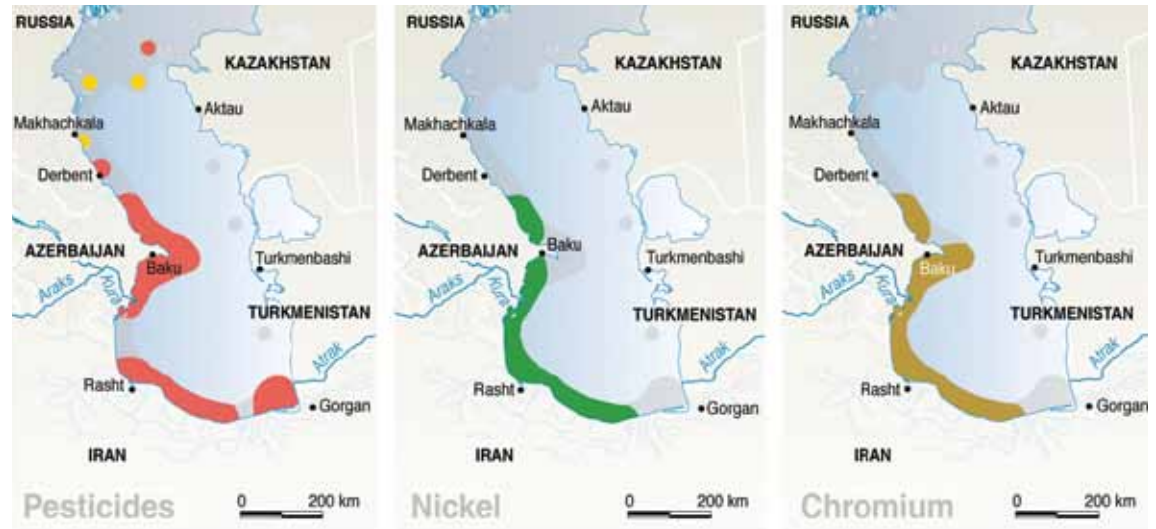 RUSSIA
KAZAKHSTAN
Aktau
Makhachkala
Derbent
AZERBAIJAN
Baku
Turkmenbashi
Araks
Kura
TURKMENISTAN
Atrak
Rasht
Gorgan
IRAN
Pesticides
0 200 km
RUSSIA
KAZAKHSTAN
Aktau
Makhachkala
Derbent
AZERBAIJAN
Baku
Turkmenbashi
Araks
Kura
TURKMENISTAN
Atrak
Rasht
Gorgan
IRAN
Nickel
0 200 km
RUSSIA
KAZAKHSTAN
Aktau
Makhachkala
Derbent
AZERBAIJAN
Baku
Turkmenbashi
Araks
Kura
TURKMENISTAN
Atrak
Rasht
Gorgan
IRAN
Chromium
0 200 km